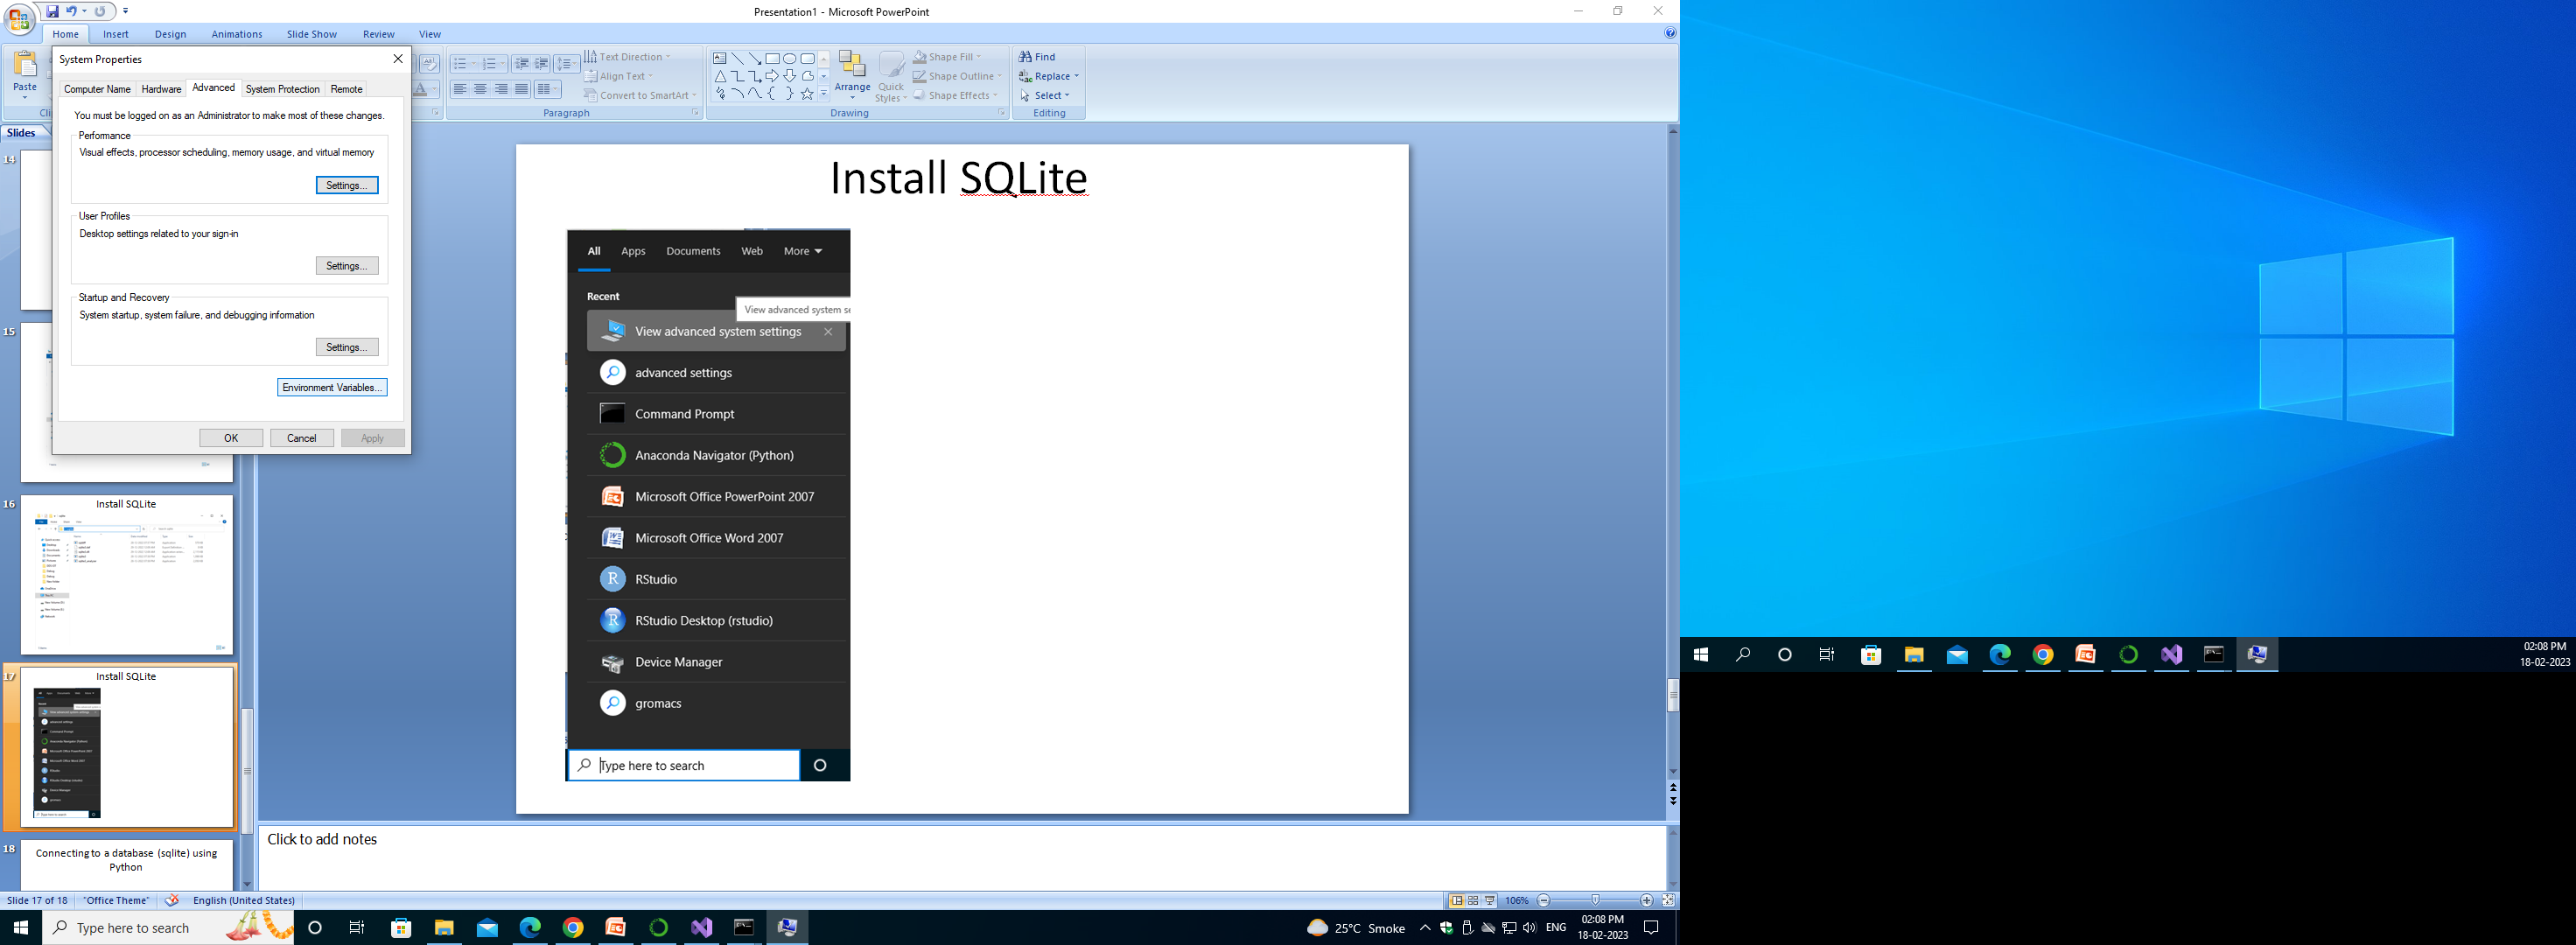 Presentation1 - Microsoft PowerPoint
Home Insert Design Animations Slide Show Review View
Paste
Text Direction
Align Text
Convert to SmartArt
Paragraph
Arrange
Quick Styles
Shape Fill
Shape Outline
Shape Effects
Drawing
Find
Replace
Select
Editing
System Properties
Computer Name Hardware Advanced System Protection Remote
You must be logged on as an Administrator to make most of these changes.
Performance
Visual effects, processor scheduling, memory usage, and virtual memory
Settings...
User Profiles
Desktop settings related to your sign-in
Settings...
Startup and Recovery
System startup, system failure, and debugging information
Settings...
Environment Variables...
OK Cancel Apply
Slides
14
15
16
Install SQLite
17
Install SQLite
18
Connecting to a database (sqlite) using
Python
Install SQLite
All Apps Documents Web More
Recent
View advanced system se
View advanced system settings
advanced settings
Command Prompt
Anaconda Navigator (Python)
Microsoft Office PowerPoint 2007
Microsoft Office Word 2007
RStudio
RStudio Desktop (rstudio)
Device Manager
gromacs
Type here to search
Click to add notes
Slide 17 of 18 "Office Theme" English (United States)
106%
Type here to search
25°C Smoke
ENG
02:08 PM
18-02-2023
02:08 PM
18-02-2023